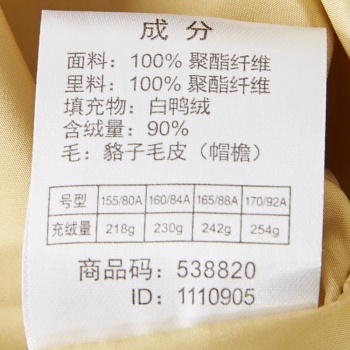 成分
面料：100% 聚酯纤维
里料：100% 聚酯纤维
填充物：白鸭绒
含绒量：90%
毛：貉子毛皮（帽檐）
号型 155/80A 160/84A 165/88A 170/92A
充绒量 218g 230g 242g 254g
商品码：538820
ID：1110905